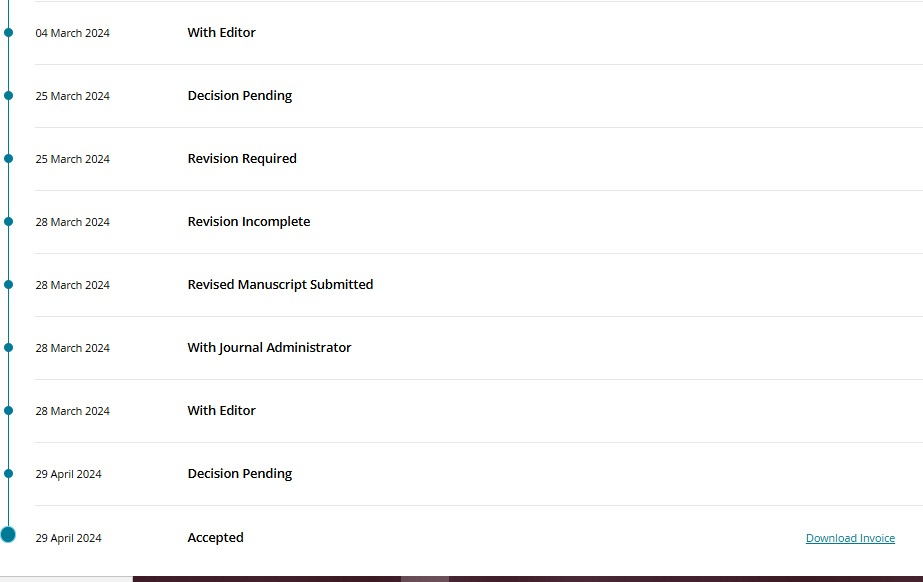 04 March 2024 With Editor
25 March 2024 Decision Pending
25 March 2024 Revision Required
28 March 2024 Revision Incomplete
28 March 2024 Revised Manuscript Submitted
28 March 2024 With Journal Administrator
28 March 2024 With Editor
29 April 2024 Decision Pending
29 April 2024 Accepted Download Invoice